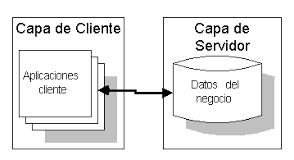 Capa de Cliente
Aplicaciones
cliente
Capa de
Servidor
Datos del
negocio